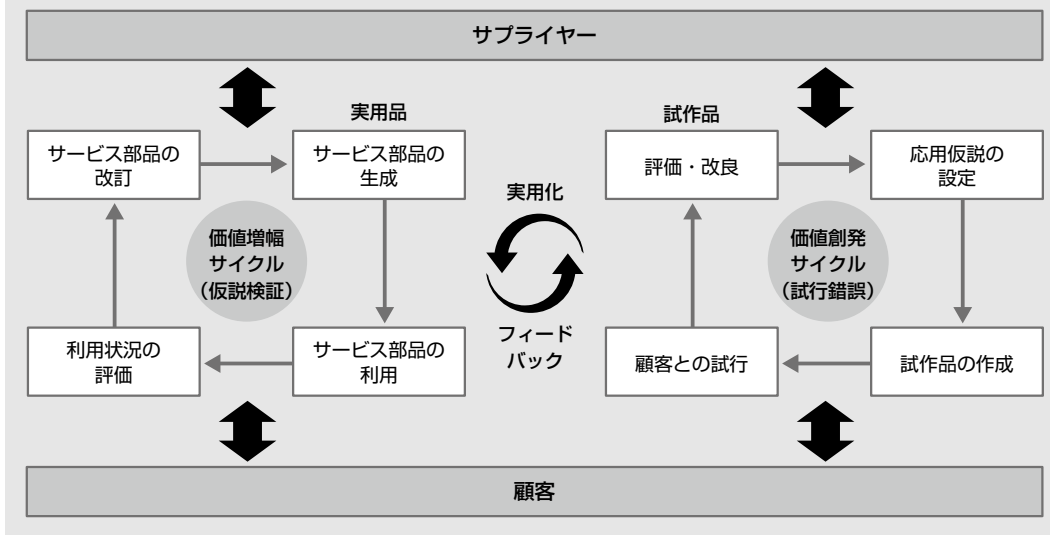 サプライヤー
実用品
サービス部品の
改訂
サービス部品の
生成
価値増幅
サイクル
（仮説検証）
利用状況の
評価
サービス部品の
利用
実用化
フィード
バック
試作品
評価・改良
応用仮説の
設定
価値創発
サイクル
（試行錯誤）
顧客との試行
試作品の作成
顧客